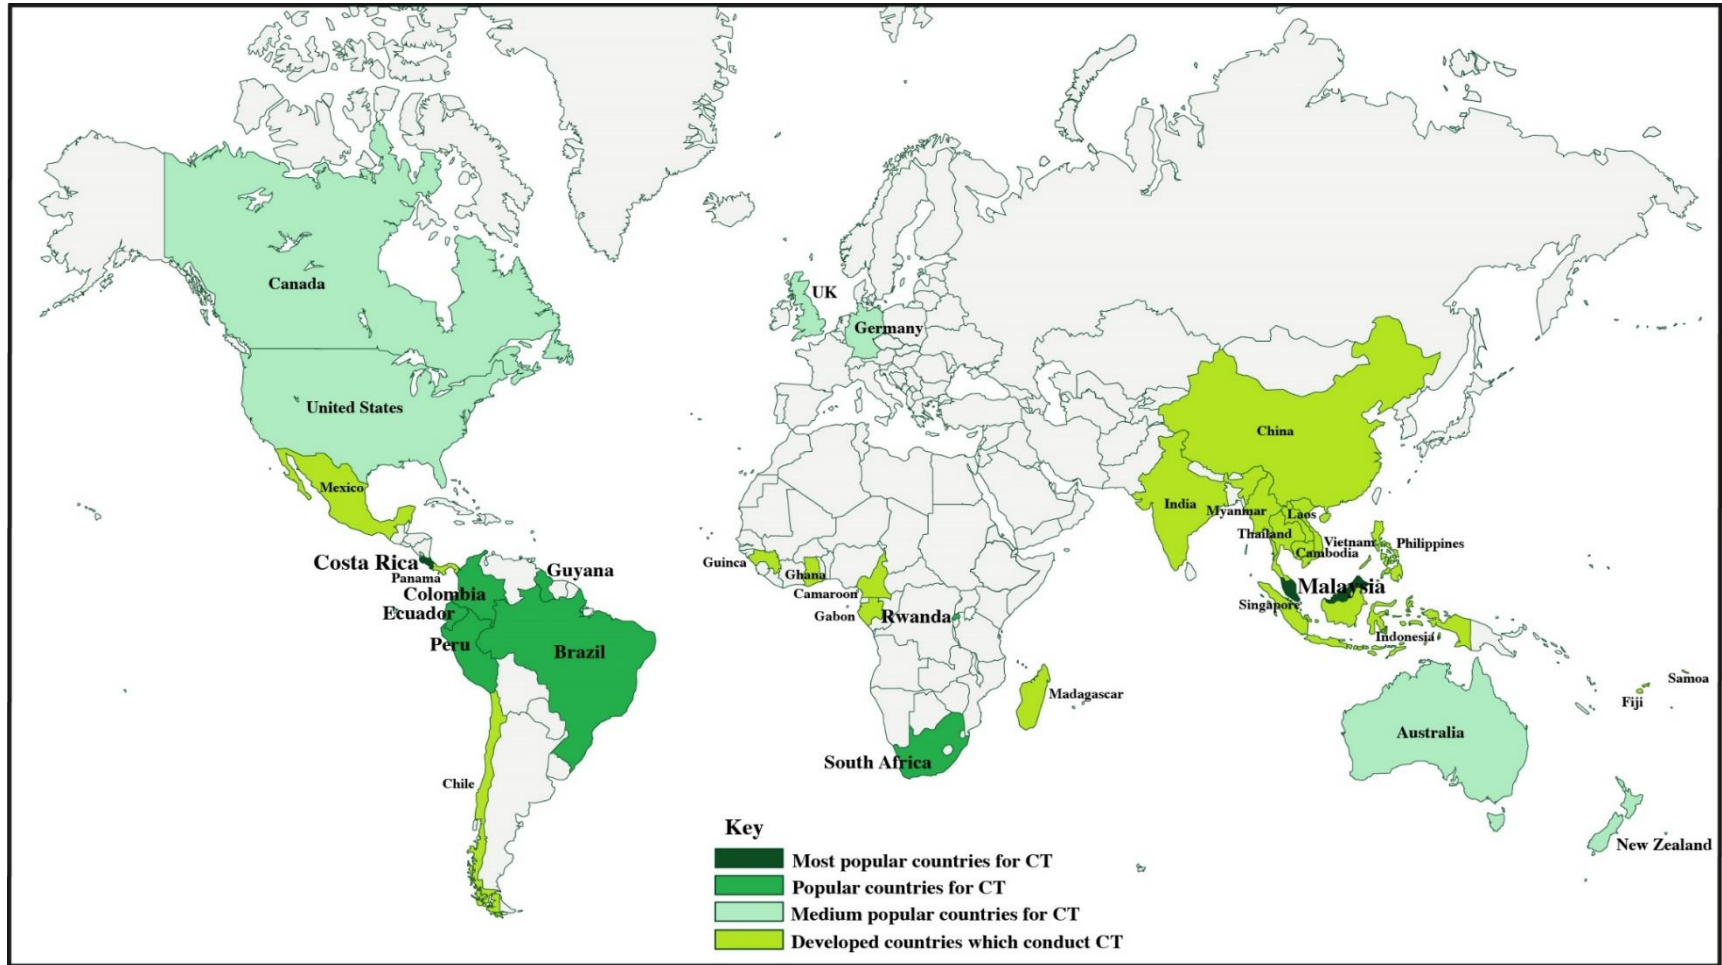 Canada
UK
Germany
United States
China
Mexico
India
Myanmar
Laos
Thailand
Vietnam
Philippines
Cambodia
Costa Rica
Panama
Guyana
Colombia
Ecuador
Peru
Brazil
Guinca
Ghana
Camaroon
Gabon
Rwanda
Malaysia
Singapore
Indonesia
Madagascar
Samoa
Fiji
Australia
South Africa
Chile
New Zealand
Key
Most popular countries for CT
Popular countries for CT
Medium popular countries for CT
Developed countries which conduct CT